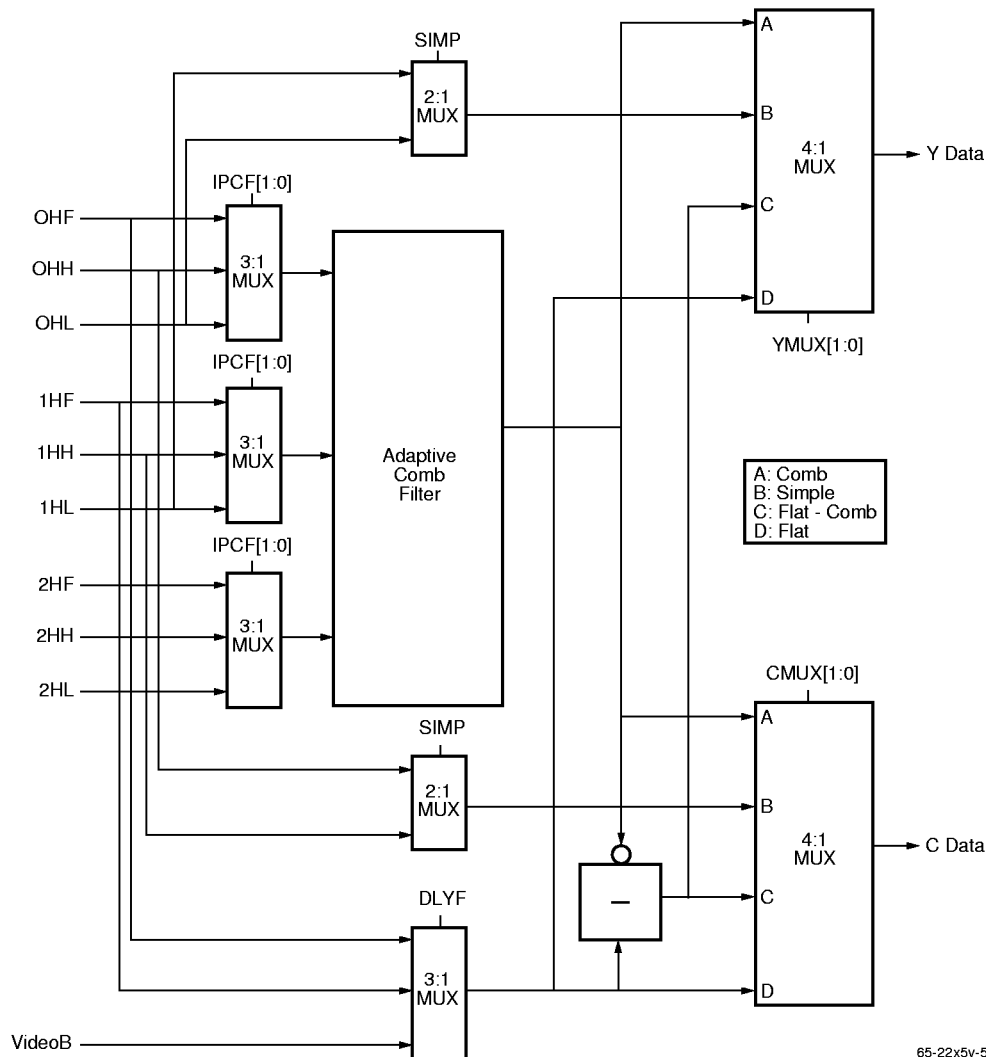 SIMP
2:1
MUX
A
B
C
D
4:1
MUX
Y Data
YMUX[1:0]
IPCF[1:0]
OHF
OHH
OHL
3:1
MUX
IPCF[1:0]
1HF
1HH
1HL
3:1
MUX
Adaptive
Comb
Filter
A: Comb
B: Simple
C: Flat - Comb
D: Flat
IPCF[1:0]
2HF
2HH
2HL
3:1
MUX
SIMP
2:1
MUX
CMUX[1:0]
A
B
C
D
4:1
MUX
C Data
–
DLYF
3:1
MUX
VideoB
65-22x5y-5